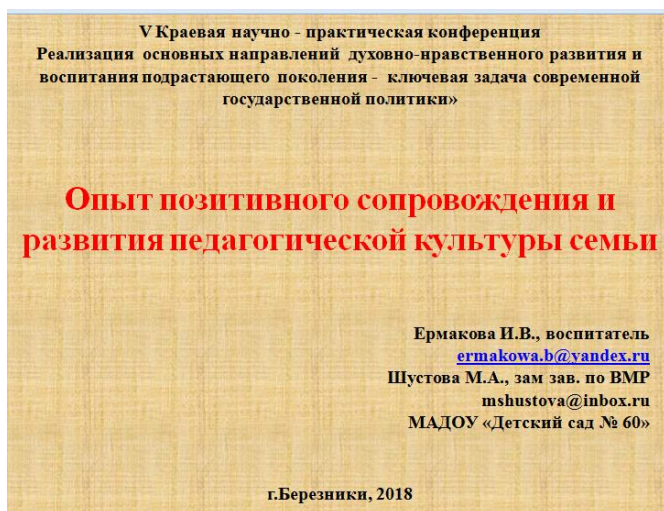 V Краевая научно - практическая конференция
Реализация основных направлений духовно-нравственного развития и
воспитания подрастающего поколения - ключевая задача современной
государственной политики»
Опыт позитивного сопровождения и
развития педагогической культуры семьи
Ермакова И.В., воспитатель
ermakowa.b@yandex.ru
Шустова М.А., зам зав. по ВМР
mshustova@inbox.ru
МАДОУ «Детский сад № 60»
г.Березники, 2018